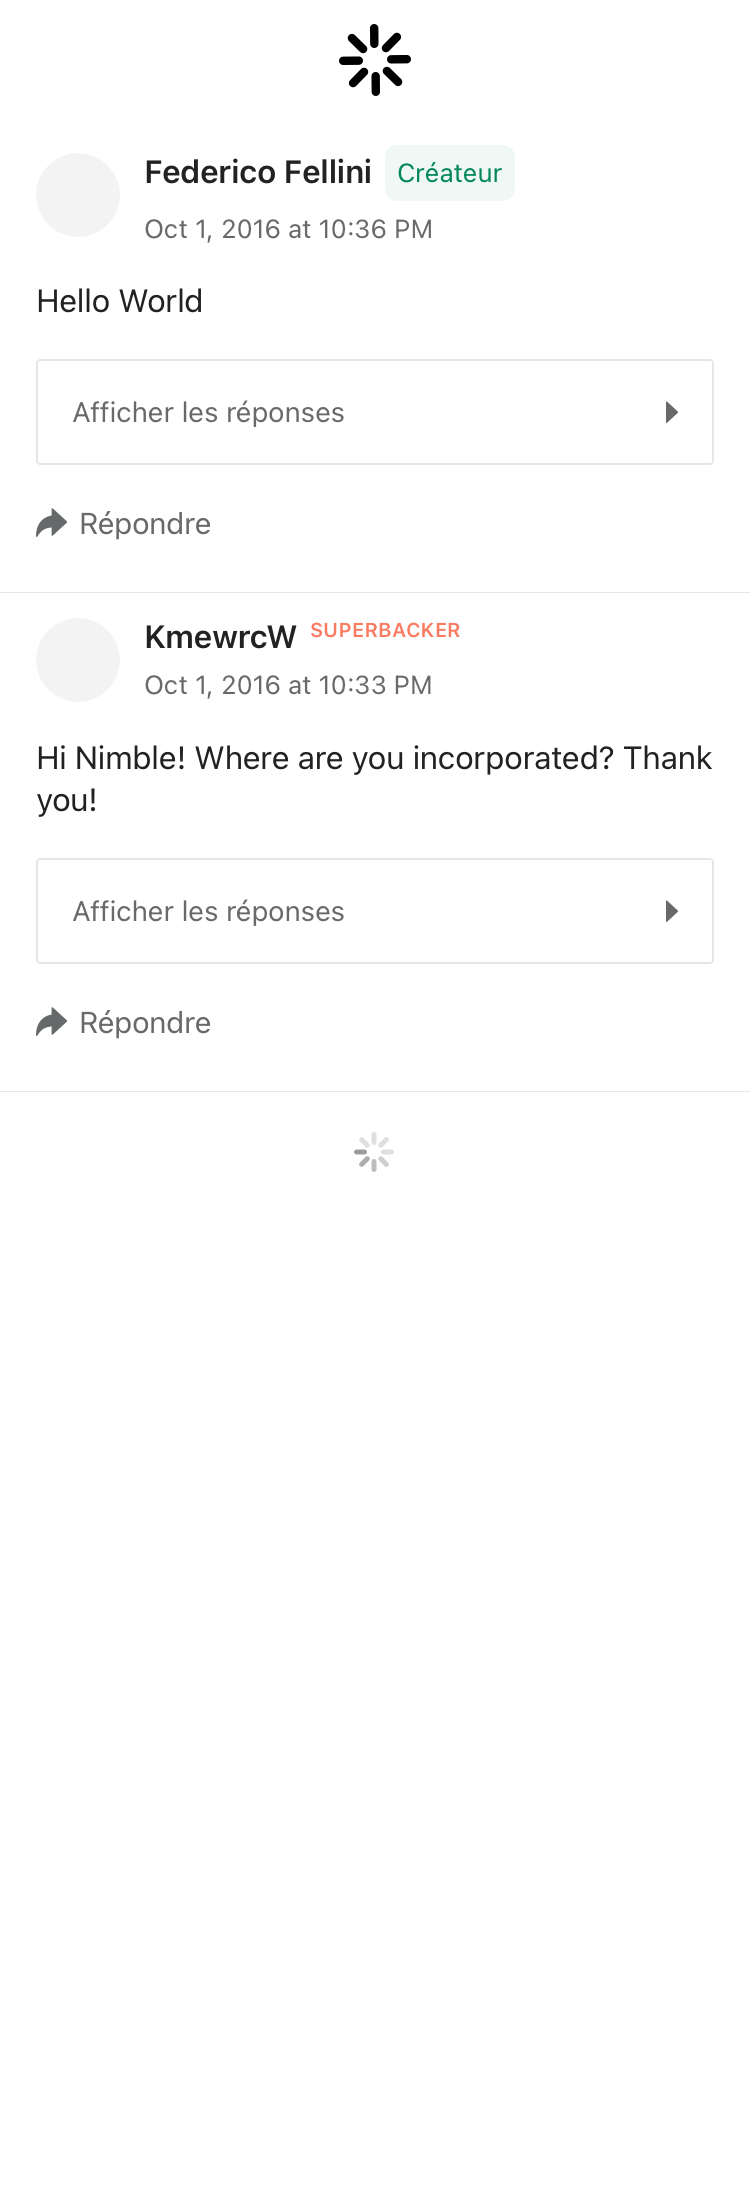 Federico Fellini Créateur
Oct 1, 2016 at 10:36 PM
Hello World
Afficher les réponses
Répondre
KmewrcW SUPERBACKER
Oct 1, 2016 at 10:33 PM
Hi Nimble! Where are you incorporated? Thank
you!
Afficher les réponses
Répondre